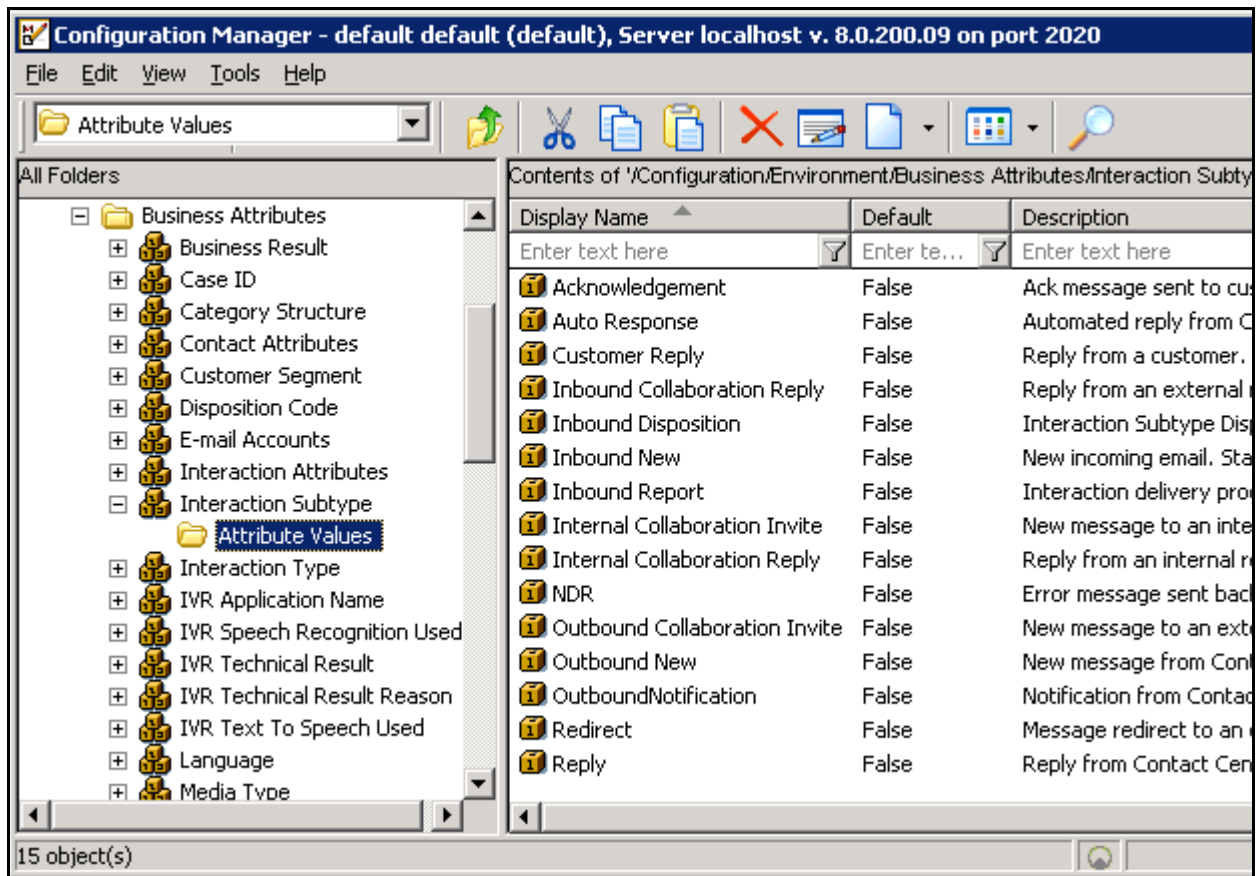 Configuration Manager - default default (default), Server localhost v. 8.0.200.09 on port 2020
File Edit View Tools Help
Attribute Values
All Folders
Business Attributes
Business Result
Case ID
Category Structure
Contact Attributes
Customer Segment
Disposition Code
E-mail Accounts
Interaction Attributes
Interaction Subtype
Attribute Values
Interaction Type
IVR Application Name
IVR Speech Recognition Used
IVR Technical Result
IVR Technical Result Reason
IVR Text To Speech Used
Language
Media Type
Contents of '/Configuration/Environment/Business Attributes/Interaction Subty
Display Name Default Description
Enter text here Enter te... Enter text here
Acknowledgement False Ack message sent to cus
Auto Response False Automated reply from C
Customer Reply False Reply from a customer.
Inbound Collaboration Reply False Reply from an external r
Inbound Disposition False Interaction Subtype Disp
Inbound New False New incoming email. Sta
Inbound Report False Interaction delivery pro
Internal Collaboration Invite False New message to an inte
Internal Collaboration Reply False Reply from an internal r
NDR False Error message sent back
Outbound Collaboration Invite False New message to an exte
Outbound New False New message from Cont
OutboundNotification False Notification from Contac
Redirect False Message redirect to an
Reply False Reply from Contact Cen
15 object(s)